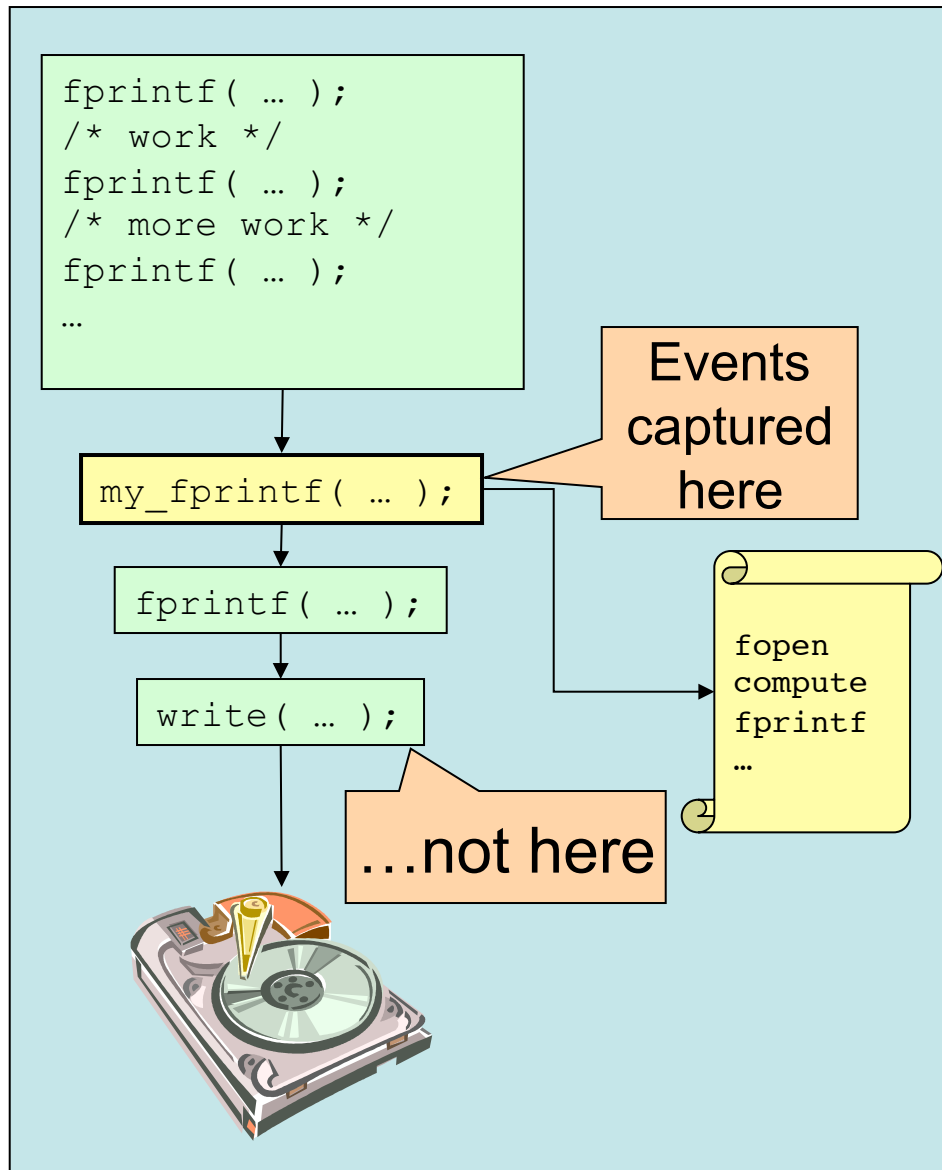 fprintf( … );
/* work */
fprintf( … );
/* more work */
fprintf( … );
…
Events
captured
here
my_fprintf( … );
fprintf( … );
write( … );
…not here
fopen
compute
fprintf
…